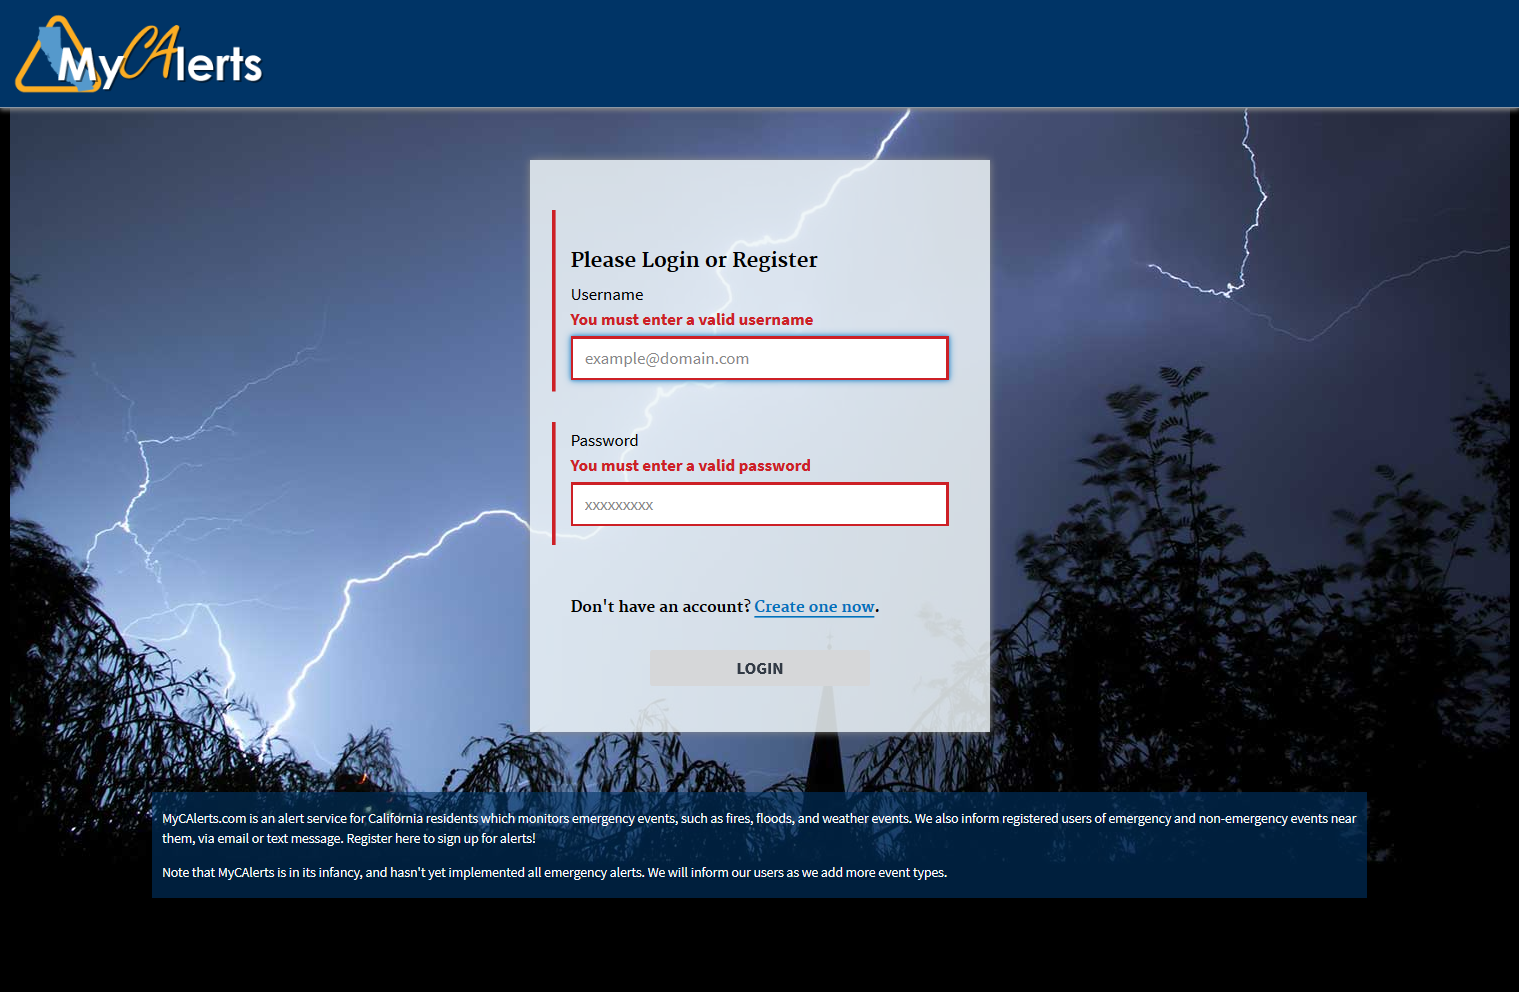 MyCAlerts
Please Login or Register
Username
You must enter a valid username
example@domain.com
Password
You must enter a valid password
xxxxxxxxx
Don't have an account? Create one now.
LOGIN
MyCAlerts.com is an alert service for California residents which monitors emergency events, such as fires, floods, and weather events. We also inform registered users of emergency and non-emergency events near
them, via email or text message. Register here to sign up for alerts!
Note that MyCAlerts is in its infancy, and hasn't yet implemented all emergency alerts. We will inform our users as we add more event types.